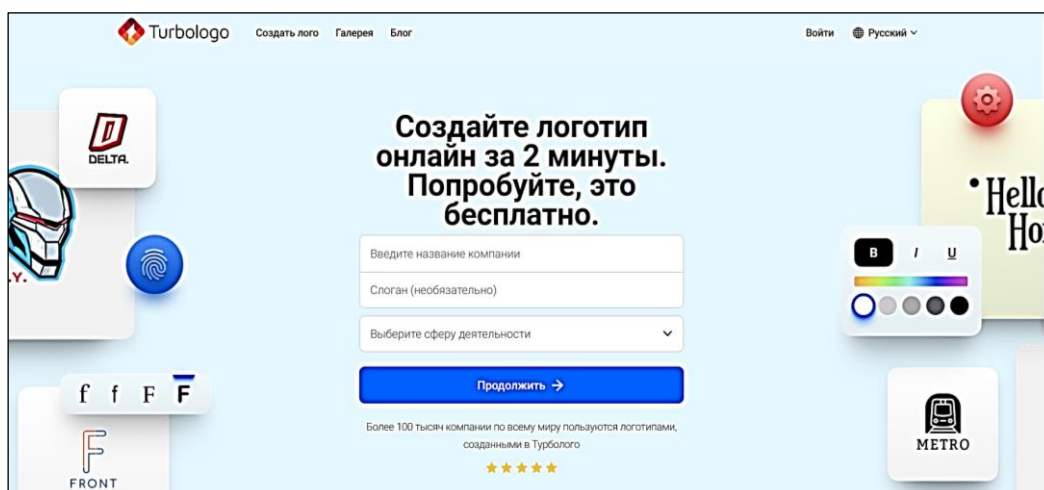 Turbologo Создать лого Галерея Блог Войти Русский
DELTA.
Создайте логотип
онлайн за 2 минуты.
Попробуйте, это
бесплатно.
Hello
B I U
.Y.
Введите название компании
Слоган (необязательно)
Выберите сферу деятельности
Продолжить →
f f F F
FRONT
Более 100 тысяч компании по всему миру пользуются логотипами,
созданными в Турболого
METRO